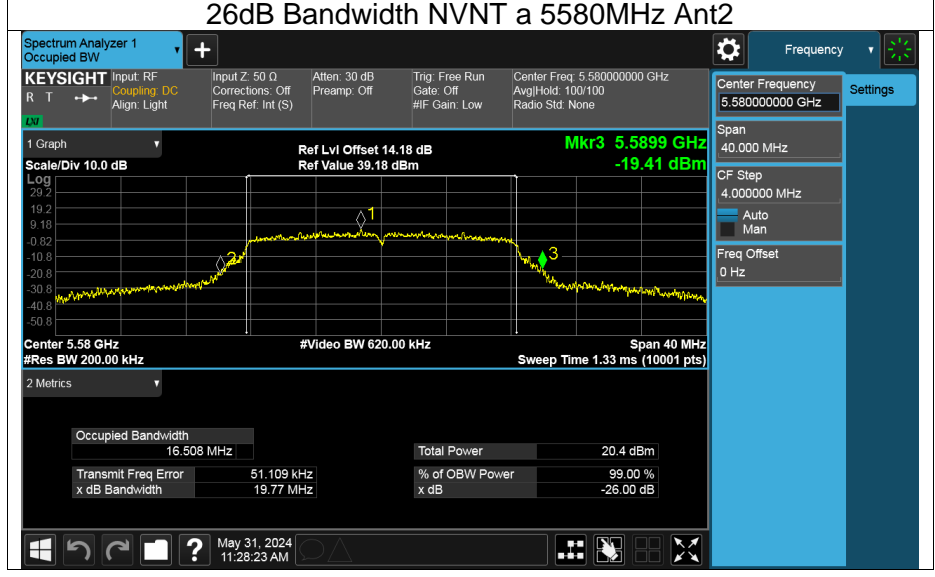 26dB Bandwidth NVNT a 5580MHz Ant2
Spectrum Analyzer 1
Occupied BW
Frequency
KEYSIGHT
R T
LNI
Input: RF
Coupling: DC
Align: Light
Input Z: 50 Ω
Corrections: Off
Freq Ref: Int (S)
Atten: 30 dB
Preamp: Off
Trig: Free Run
Gate: Off
#IF Gain: Low
Center Freq: 5.580000000 GHz
Avg|Hold: 100/100
Radio Std: None
Center Frequency
5.580000000 GHz
Settings
Span
40.000 MHz
CF Step
4.000000 MHz
Auto
Man
Freq Offset
0 Hz
1 Graph
Scale/Div 10.0 dB
Ref Lvl Offset 14.18 dB
Ref Value 39.18 dBm
Mkr3 5.5899 GHz
-19.41 dBm
Log
29.2
19.2
9.18
-0.82
-10.8
-20.8
-30.8
-40.8
-50.8
1
2
3
Center 5.58 GHz
#Video BW 620.00 kHz
Span 40 MHz
#Res BW 200.00 kHz
Sweep Time 1.33 ms (10001 pts)
2 Metrics
Occupied Bandwidth
16.508 MHz
Total Power 20.4 dBm
Transmit Freq Error 51.109 kHz
% of OBW Power 99.00 %
x dB Bandwidth 19.77 MHz
x dB -26.00 dB
?
May 31, 2024
11:28:23 AM